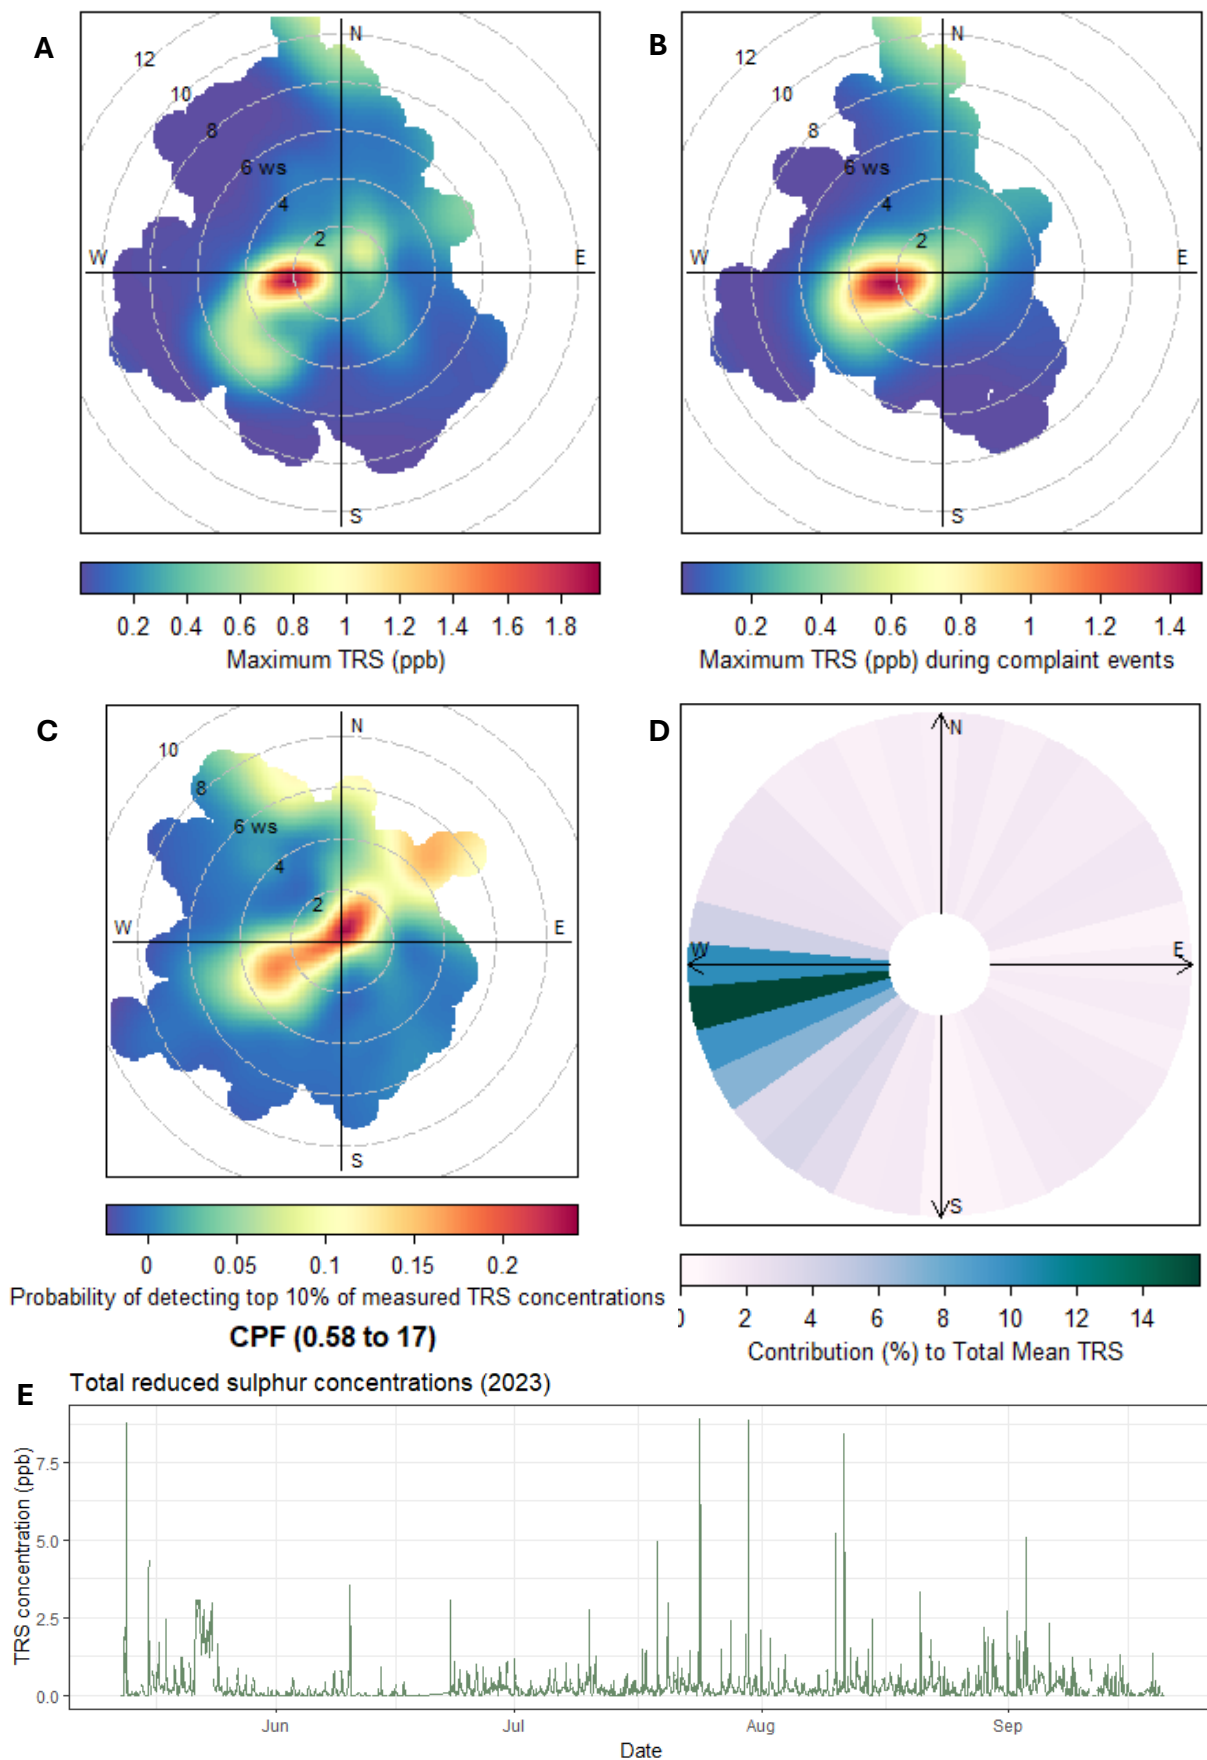 A
N
12
10
8
6 ws
4
2
W
E
S
0.2 0.4 0.6 0.8 1 1.2 1.4 1.6 1.8
Maximum TRS (ppb)
B
N
12
10
8
6 ws
4
2
W
E
S
0.2 0.4 0.6 0.8 1 1.2 1.4
Maximum TRS (ppb) during complaint events
C
N
10
8
6 ws
4
2
W
E
S
0 0.05 0.1 0.15 0.2
Probability of detecting top 10% of measured TRS concentrations
CPF (0.58 to 17)
D
N
W
E
S
0 2 4 6 8 10 12 14
Contribution (%) to Total Mean TRS
E
Total reduced sulphur concentrations (2023)
TRS concentration (ppb)
7.5
5.0
2.5
0.0
Jun Jul Aug Sep
Date